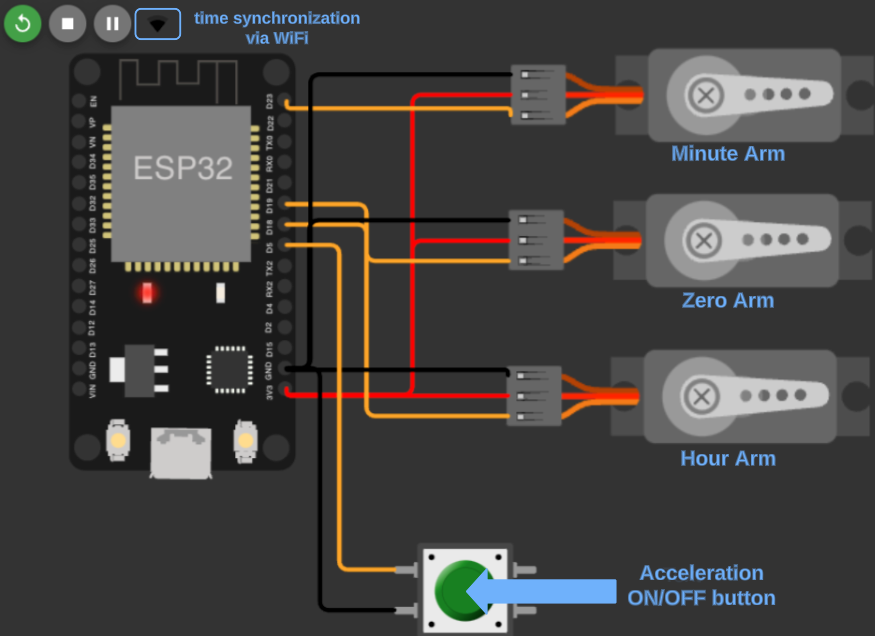 time synchronization
via WiFi
ESP32
EN
VP
VN
D34
D35
D32
D33
D25
D26
D27
D14
D12
D13
GND
VIN
D23
D22
TX0
RX0
D21
D19
D18
D5
TX2
RX2
D4
D2
D15
GND
3V3
Minute Arm
Zero Arm
Hour Arm
Acceleration
ON/OFF button